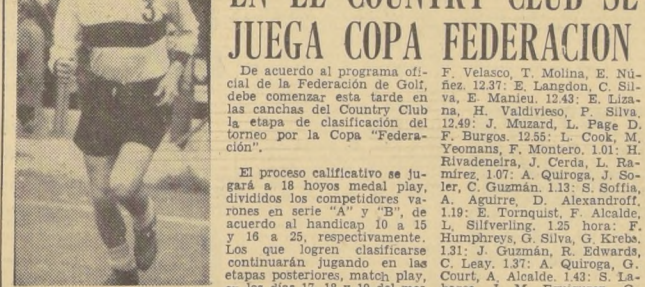 3
EN EL COUNTRY CLUB SE
JUEGA COPA FEDERACION
De acuerdo al programa ofi-
cial de la Federación de Golf,
debe comenzar esta tarde en
las canchas del Country Club
la etapa de clasificación del
torneo por la Copa "Federa-
ción".
El proceso calificativo se ju-
gará a 18 hoyos medal play,
divididos los competidores va-
rones en serie "A" y "B", de
acuerdo al handicap 10 a 15
y 16 a 25, respectivamente.
Los que logren clasificarse
continuarán jugando en las
etapas posteriores, match play,
F. Velasco, T. Molina, E. Nú-
ñez. 12.37: E. Langdon, C. Sil-
va, E. Manieu. 12.43: E. Liza-
na, H. Valdivieso, P. Silva.
12.49: J. Muzard, L. Page D.
F. Burgos. 12.55: L. Cook, M.
Yeomans, F. Montero. 1.01: H.
Rivadeneira, J. Cerda, L. Ra-
mírez. 1.07: A. Quiroga, J. So-
ler, C. Guzmán. 1.13: S. Soffia,
A. Aguirre, D. Alexandroff.
1.19: E. Tornquist, F. Alcalde,
L. Silfverling. 1.25 hora: F.
Humphreys, G. Silva, G. Krebs.
1.31: J. Guzmán, R. Edwards,
C. Leay. 1.37: A. Quiroga, G.
Court, A. Alcalde. 1.43: S. La-